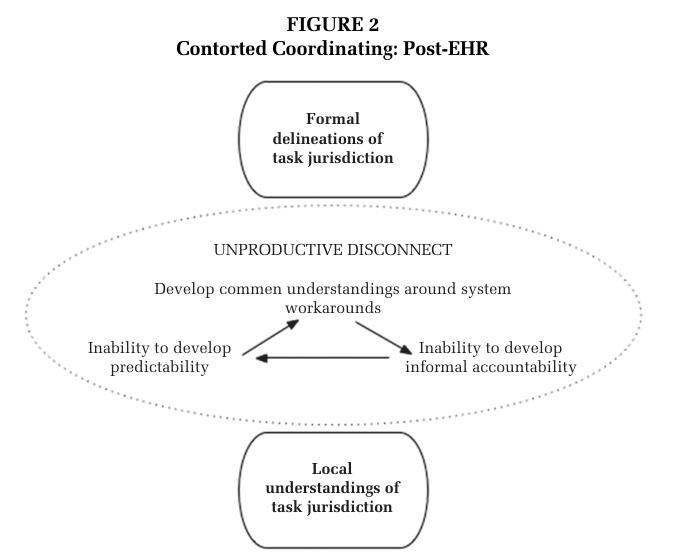 FIGURE 2
Contorted Coordinating: Post-EHR
Formal
delineations of
task jurisdiction
UNPRODUCTIVE DISCONNECT
Develop commen understandings around system
workarounds
Inability to develop
predictability
Inability to develop
informal accountability
Local
understandings of
task jurisdiction